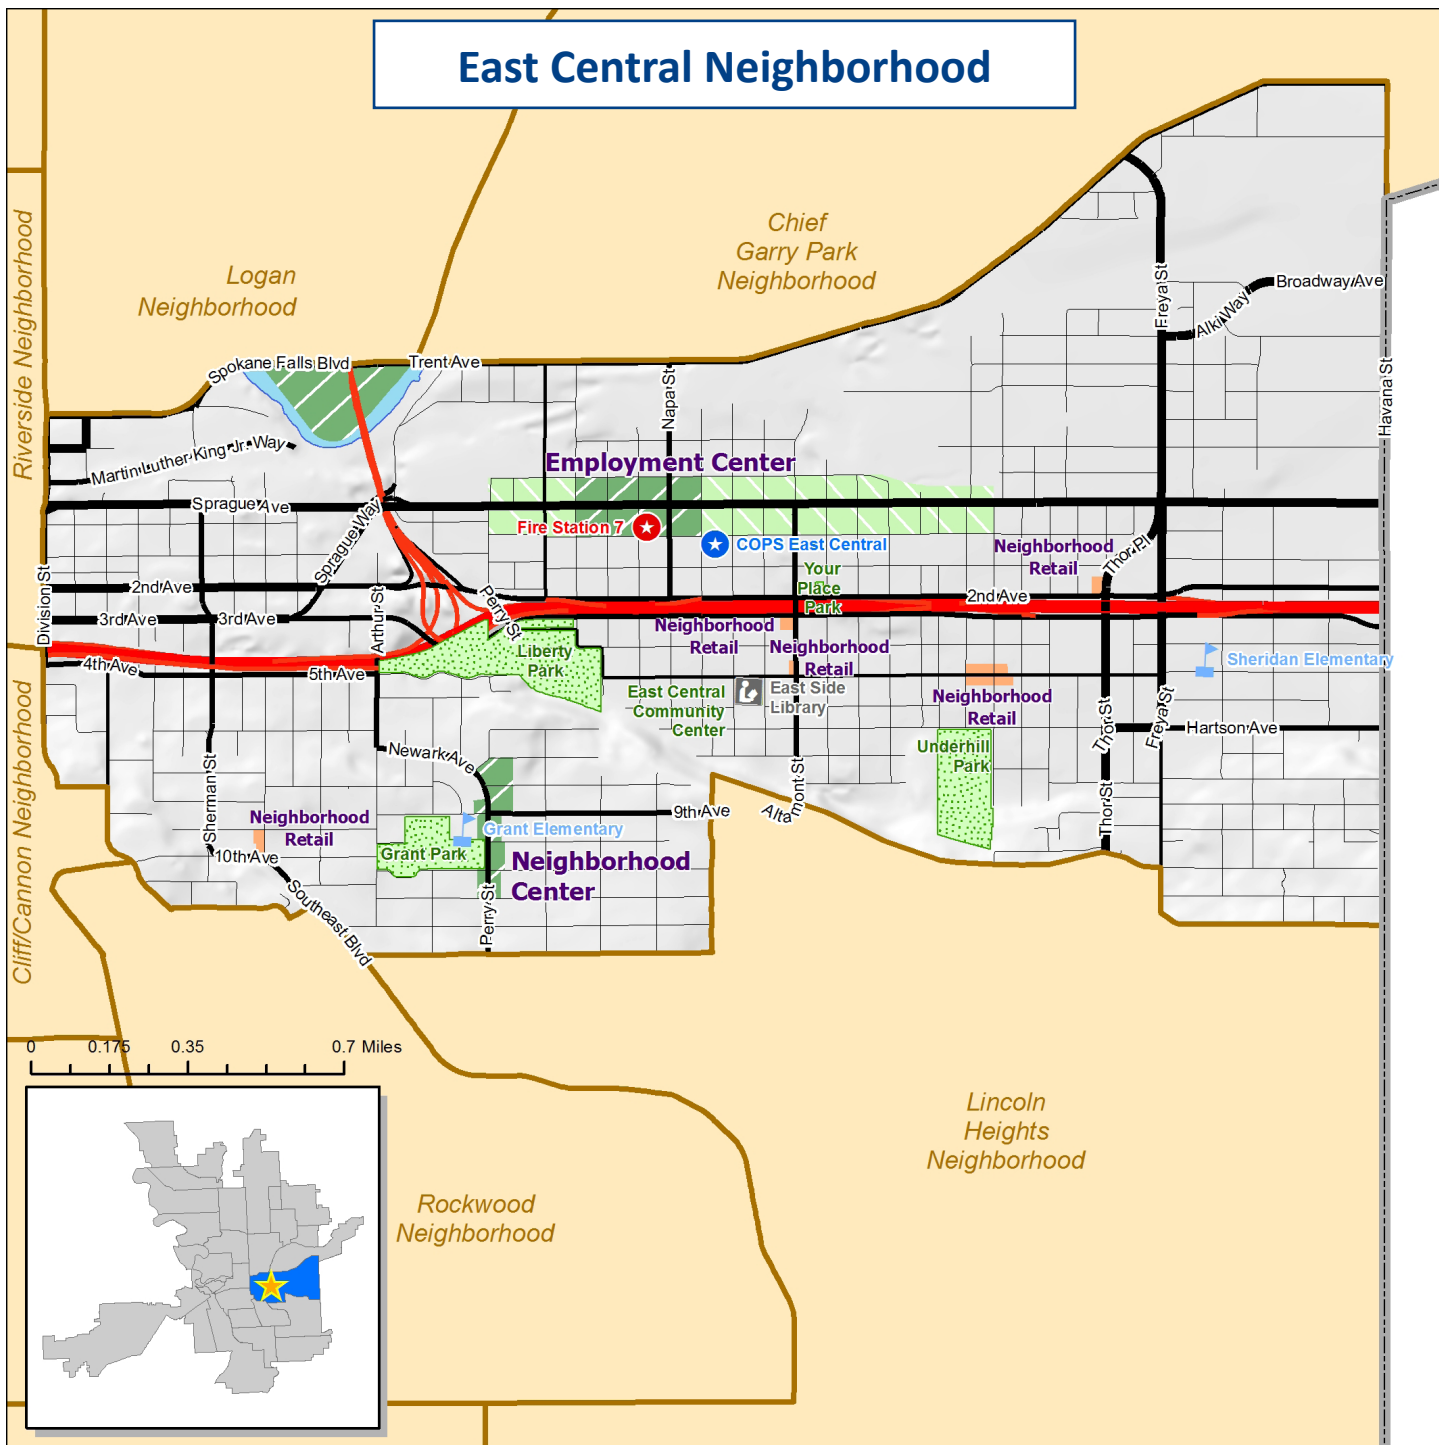 East Central Neighborhood
Riverside Neighborhood
Logan
Neighborhood
Chief
Garry Park
Neighborhood
Broadway Ave
Alki Way
Freya St
Havana St
Spokane Falls Blvd
Trent Ave
Napa St
Martin Luther King Jr. Way
Employment Center
Sprague Ave
Sprague Way
Fire Station 7
COPS East Central
Neighborhood
Retail
Thor Pl
Your
Place
Park
Division St
2nd Ave
2nd Ave
3rd Ave
3rd Ave
Arthur St
Perry St
Neighborhood
Retail
Neighborhood
Retail
Liberty
Park
4th Ave
5th Ave
Sheridan Elementary
East Central
Community
Center
East Side
Library
Neighborhood
Retail
Thor St
Freya St
Hartson Ave
Underhill
Park
Newark Ave
Sherman St
Altamont St
9th Ave
Thor St
Neighborhood
Retail
Grant Elementary
Grant Park
10th Ave
Neighborhood
Center
Perry St
Southeast Blvd
Cliff/Cannon Neighborhood
0 0.175 0.35 0.7 Miles
Lincoln
Heights
Neighborhood
Rockwood
Neighborhood